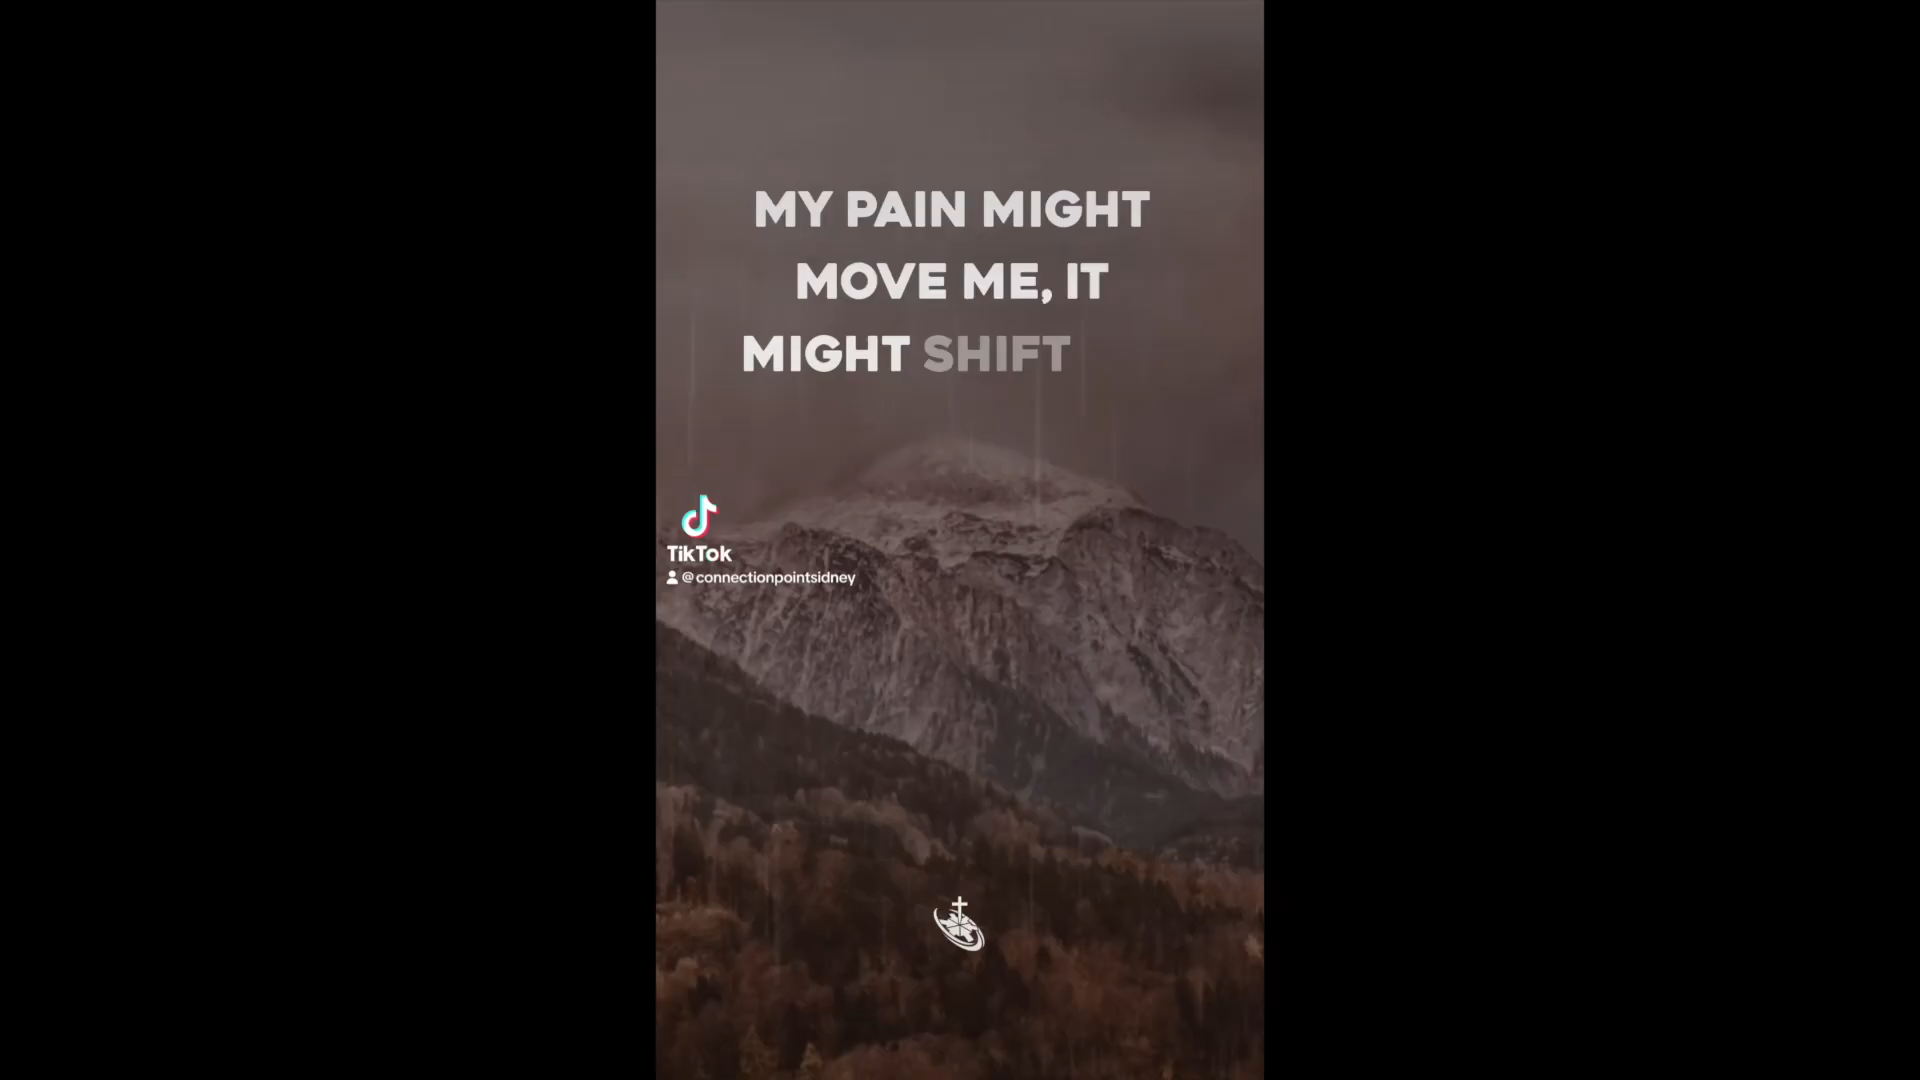 MY PAIN MIGHT
MOVE ME, IT
MIGHT SHIFT
TikTok
@connectionpointsidney